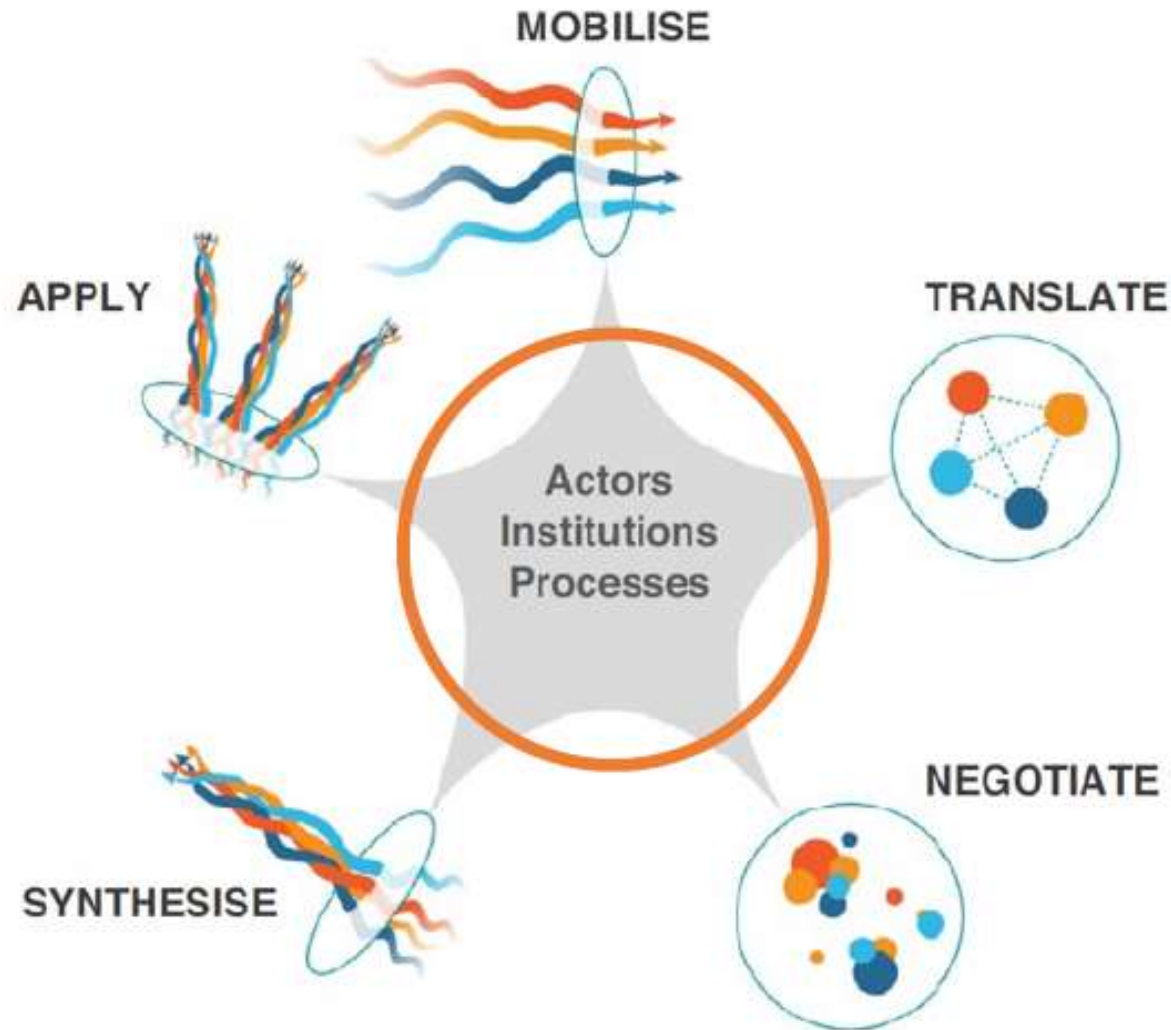 MOBILISE
TRANSLATE
NEGOTIATE
SYNTHESISE
APPLY
Actors
Institutions
Processes